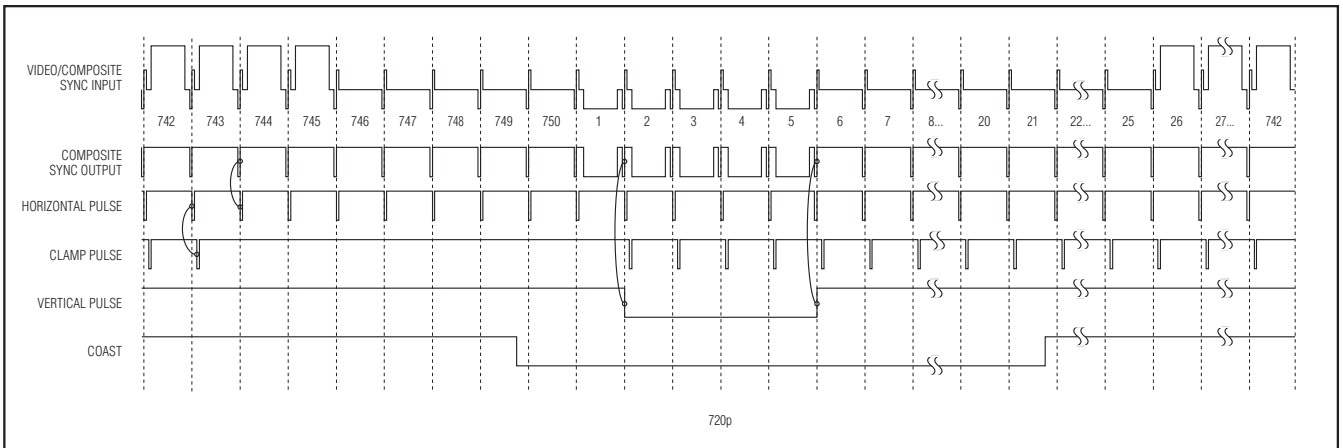 VIDEO/COMPOSITE
SYNC INPUT
742 743 744 745 746 747 748 749 750 1 2 3 4 5 6 7 8... 20 21 22... 25 26 27... 742
COMPOSITE
SYNC OUTPUT
HORIZONTAL PULSE
CLAMP PULSE
VERTICAL PULSE
COAST
720p